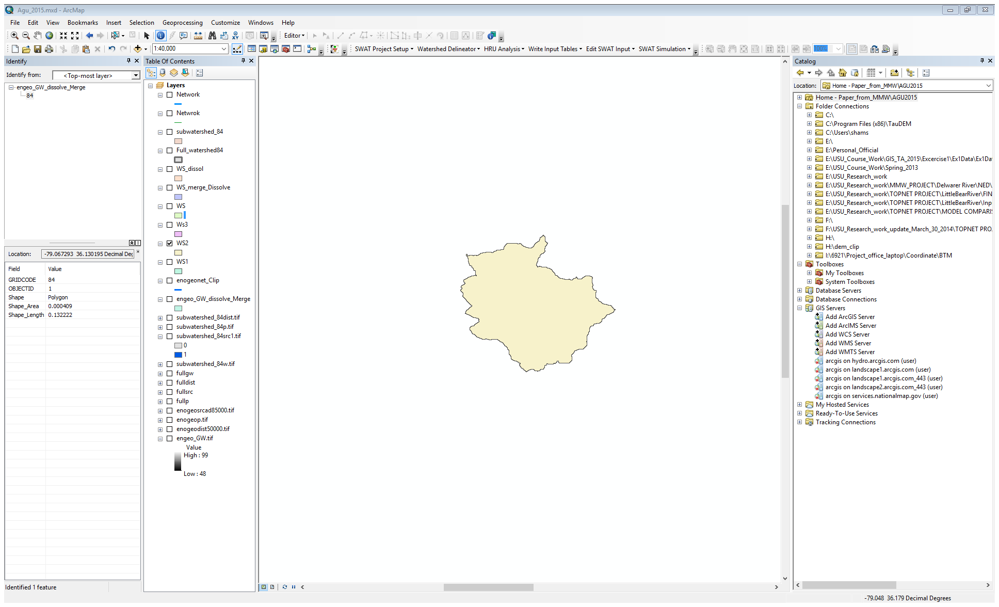 Agu_2015.mxd - ArcMap
File Edit View Bookmarks Insert Selection Geoprocessing Customize Windows Help
Editor
1:40,000
SWAT Project Setup Watershed Delineator HRU Analysis Write Input Tables Edit SWAT Input SWAT Simulation
100%
Identify
Identify from: <Top-most layer>
engeo_GW_dissolve_Merge
84
Location: -79.067293 36.130195 Decimal Deg
Field Value
GRIDCODE 84
OBJECTID 1
Shape Polygon
Shape_Area 0.000409
Shape_Length 0.132222
Identified 1 feature
Table Of Contents
Layers
Network
Netwrok
subwatershed_84
Full_watershed84
WS_dissol
WS_merge_Dissolve
WS
Ws3
WS2
WS1
enogeonet_Clip
engeo_GW_dissolve_Merge
subwatershed_84dist.tif
subwatershed_84p.tif
subwatershed_84src1.tif
0
1
subwatershed_84w.tif
fullgw
fulldist
fullsrc
fullp
enogeosrcad85000.tif
enogeop.tif
enogeodist50000.tif
engeo_GW.tif
Value
High : 99
Low : 48
Catalog
Location: Home - Paper_from_MMW\AGU2015
Home - Paper_from_MMW\AGU2015
Folder Connections
C:\
C:\Program Files (x86)\TauDEM
C:\Users\shams
E:\
E:\Personal_Official
E:\USU_Course_Work\GIS_TA_2015\Excercise1\Ex1Data\Ex1Da
E:\USU_Course_Work\Spring_2013
E:\USU_Research_work
E:\USU_Research_work\MMW_PROJECT\Delwarer River\NED\
E:\USU_Research_work\TOPNET PROJECT\LittleBearRiver\FIN
E:\USU_Research_work\TOPNET PROJECT\LittleBearRiver\Inp
E:\USU_Research_work\TOPNET PROJECT\MODEL COMPARIS
F:\
F:\USU_Research_work_update_March_30_2014\TOPNET PRO
H:\
H:\dem_clip
I:\6921\Project_office_laptop\Coordinate\BTM
Toolboxes
My Toolboxes
System Toolboxes
Database Servers
Database Connections
GIS Servers
Add ArcGIS Server
Add ArcIMS Server
Add WCS Server
Add WMS Server
Add WMTS Server
arcgis on hydro.arcgis.com (user)
arcgis on landscape1.arcgis.com (user)
arcgis on landscape1.arcgis.com_443 (user)
arcgis on landscape2.arcgis.com_443 (user)
arcgis on services.nationalmap.gov (user)
My Hosted Services
Ready-To-Use Services
Tracking Connections
-79.048 36.179 Decimal Degrees